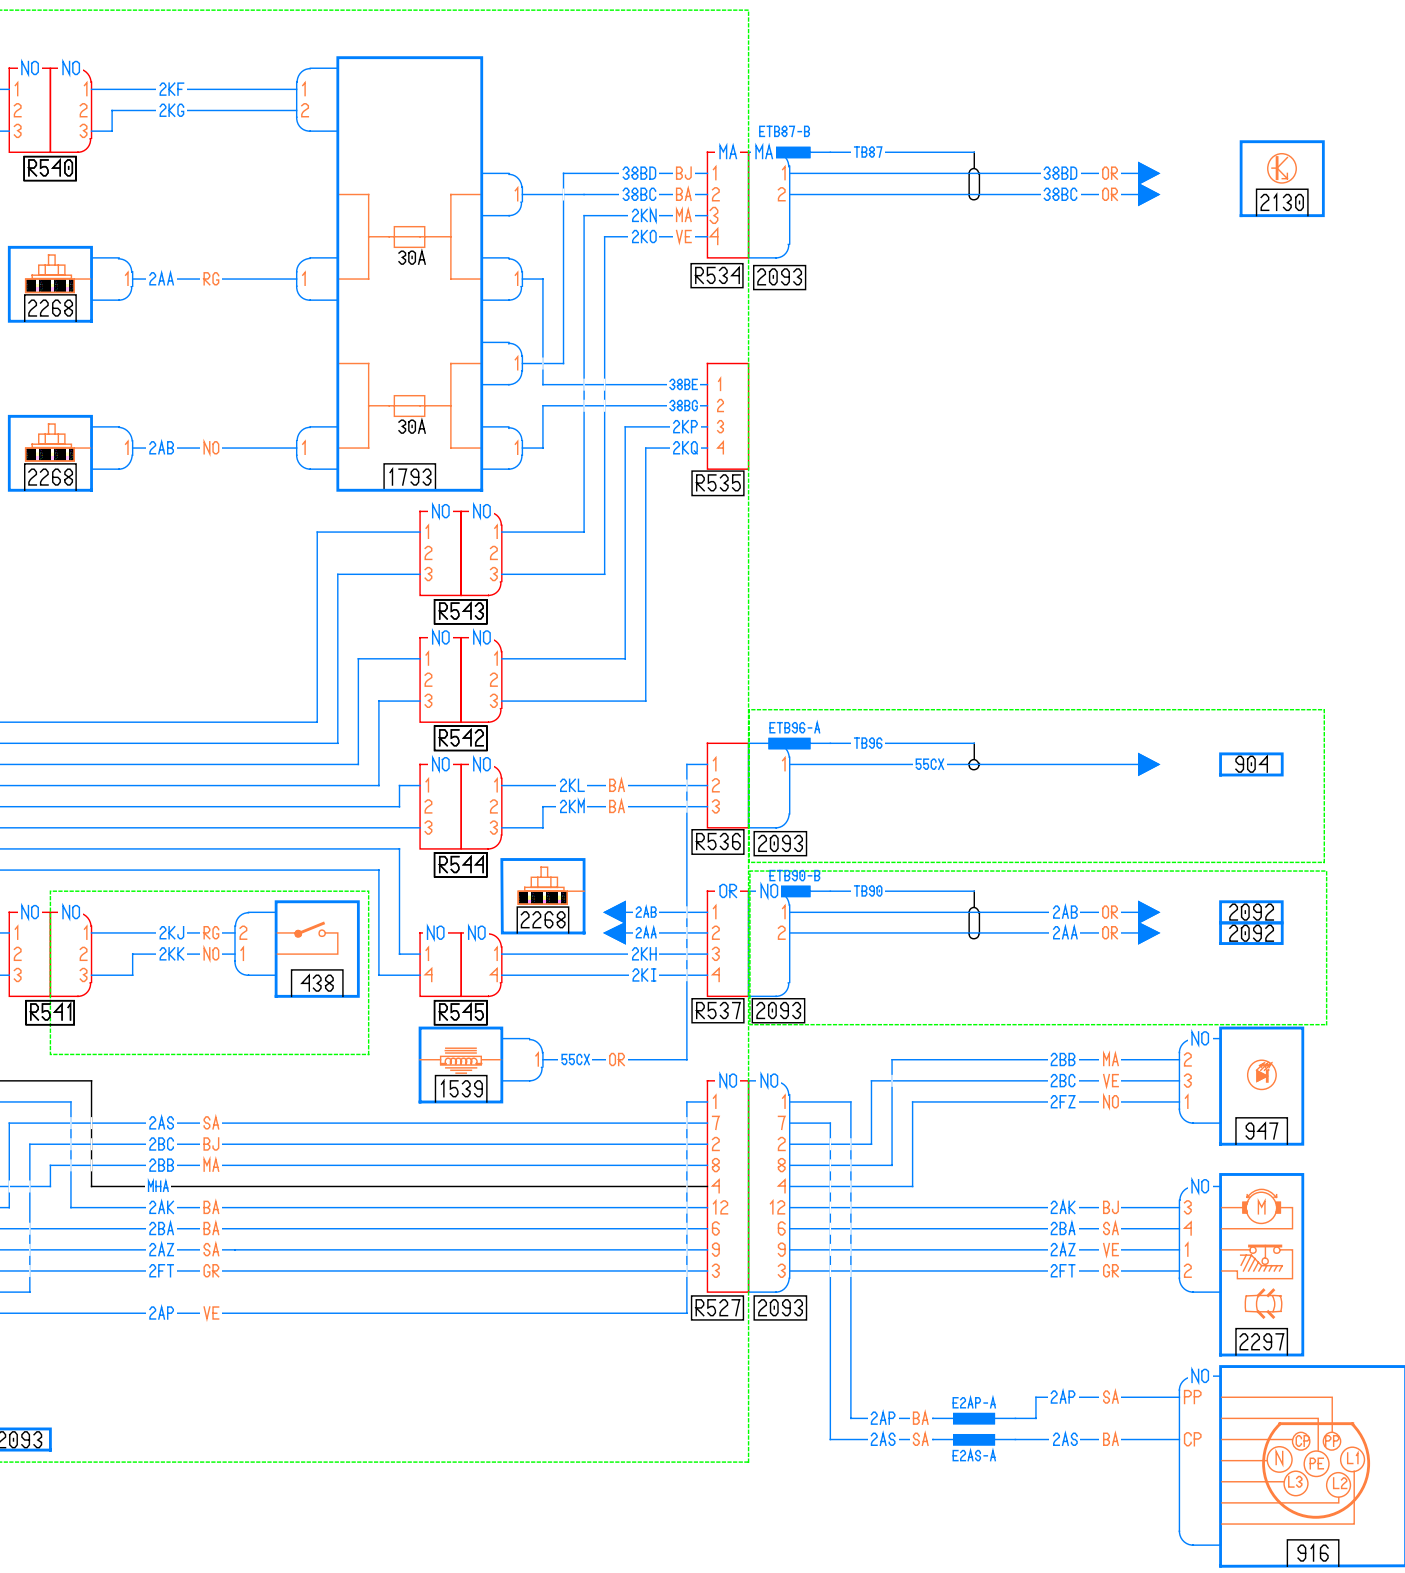 NO NO
1 1 2KF 1
2 2 2KG 2
3 3
R540
ETB87-B
MA MA TB87
38BD BJ 1 1 38BD OR
38BC BA 2 2 38BC OR
2KN MA 3
2KO VE 4
R534 2093
2130
1
30A
2268
1 2AA RG 1 1
1
38BE 1
38BG 2
2KP 3
2KQ 4
R535
30A
2268
1 2AB NO 1 1
1793
NO NO
1 1
2 2
3 3
R543
NO NO
1 1
2 2
3 3
R542
ETB96-A
TB96
NO NO
1 1 55CX
904
1 1 2KL BA 2
2 2 2KM BA 3
3 3
R544
R536 2093
ETB90-B
OR NO TB90
2268
2AB 1 1 2AB OR
2092
2AA 2 2 2AA OR
2092
NO NO
1 1 2KH 3
4 4 2KI 4
R545
R537 2093
NO NO
1 1 2KJ RG 2
2 2 2KK NO 1
3 3
438
R541
1539
1 55CX OR
NO
2BB MA 2
2BC VE 3
2FZ NO 1
947
NO NO
1 1
2AS SA 7 7
2BC BJ 2 2
2BB MA 8 8
MHA 4 4
2AK BA 12 12
2BA BA 6 6
2AZ SA 9 9
2FT GR 3 3
2AP VE
R527 2093
NO
2AK BJ 3
M
2BA SA 4
2AZ VE 1
2FT GR 2
2297
NO
2AP BA E2AP-A 2AP SA PP
2AS SA E2AS-A 2AS BA CP
CP PP
N PE L1
L3 L2
916
2093